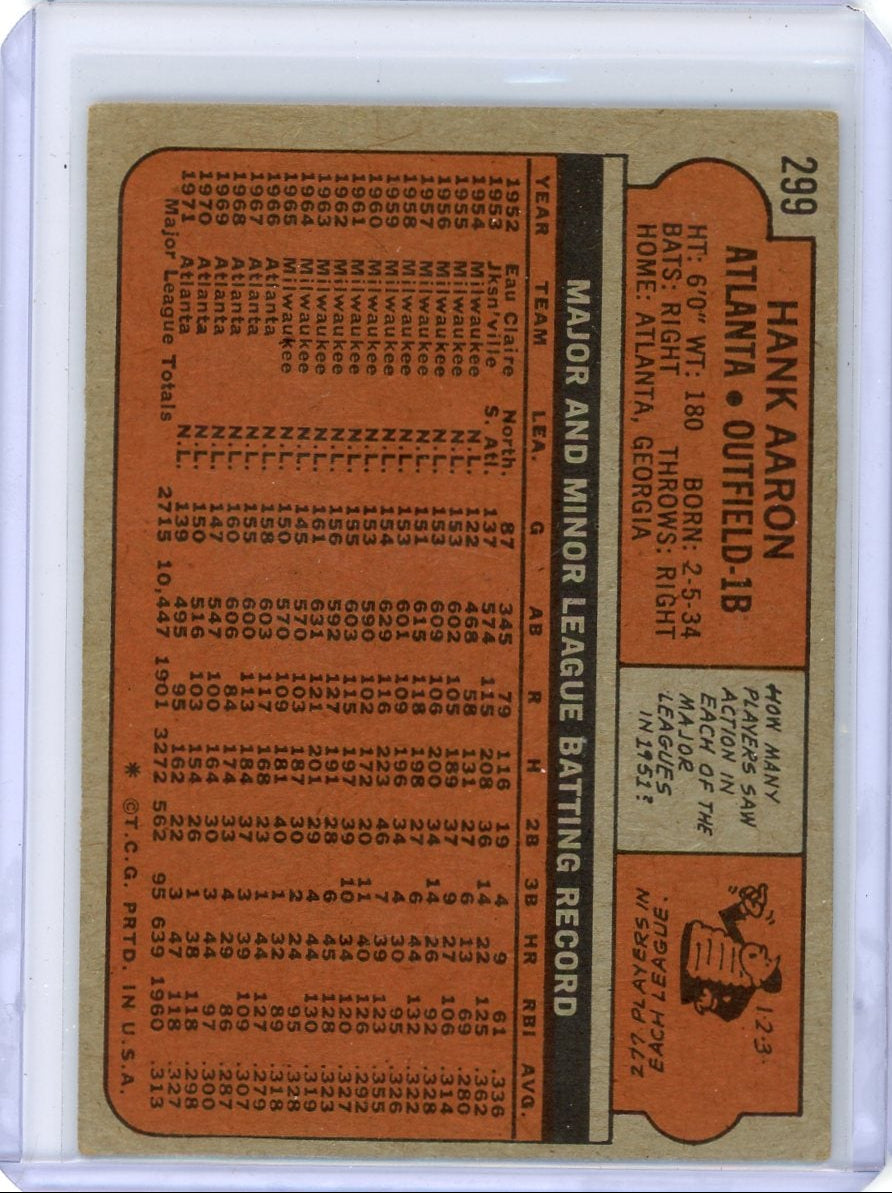 299
HANK AARON
ATLANTA • OUTFIELD-1B
HT: 6'0" WT: 180 BORN: 2-5-34
BATS: RIGHT THROWS: RIGHT
HOME: ATLANTA, GEORGIA
HOW MANY
PLAYERS SAW
ACTION IN
EACH OF THE
MAJOR
LEAGUES
IN 1951?
1-2-3-
277 PLAYERS IN
EACH LEAGUE.
MAJOR AND MINOR LEAGUE BATTING RECORD
YEAR TEAM LEA. G AB R H 2B 3B HR RBI AVG.
1952 Eau Claire North. 87 345 79 116 19 4 9 61 .336
1953 Jksn'ville S. Atl. 137 574 115 208 36 14 22 125 .362
1954 Milwaukee N.L. 122 468 58 131 27 6 13 69 .280
1955 Milwaukee N.L. 153 602 105 189 37 9 27 106 .314
1956 Milwaukee N.L. 153 609 106 200 34 14 26 92 .328
1957 Milwaukee N.L. 151 615 118 198 27 6 44 132 .322
1958 Milwaukee N.L. 153 601 109 196 34 4 30 95 .326
1959 Milwaukee N.L. 154 629 116 223 46 7 39 123 .355
1960 Milwaukee N.L. 153 590 102 172 20 11 40 126 .292
1961 Milwaukee N.L. 155 603 115 197 39 10 34 120 .327
1962 Milwaukee N.L. 156 592 127 191 28 6 45 128 .323
1963 Milwaukee N.L. 161 631 121 201 29 4 44 130 .319
1964 Milwaukee N.L. 145 570 103 187 30 2 24 95 .328
1965 Milwaukee N.L. 150 570 109 181 40 1 32 89 .318
1966 Atlanta N.L. 158 603 117 168 23 1 44 127 .279
1967 Atlanta N.L. 155 600 113 184 37 3 39 109 .307
1968 Atlanta N.L. 160 606 84 174 33 4 29 86 .287
1969 Atlanta N.L. 147 547 100 164 30 3 44 97 .300
1970 Atlanta N.L. 150 516 103 154 26 1 38 118 .298
1971 Atlanta N.L. 139 495 95 162 22 3 47 118 .327
Major League Totals 2715 10,447 1901 3272 562 95 639 1960 .313
* ©T.C.G. PRTD. IN U.S.A.